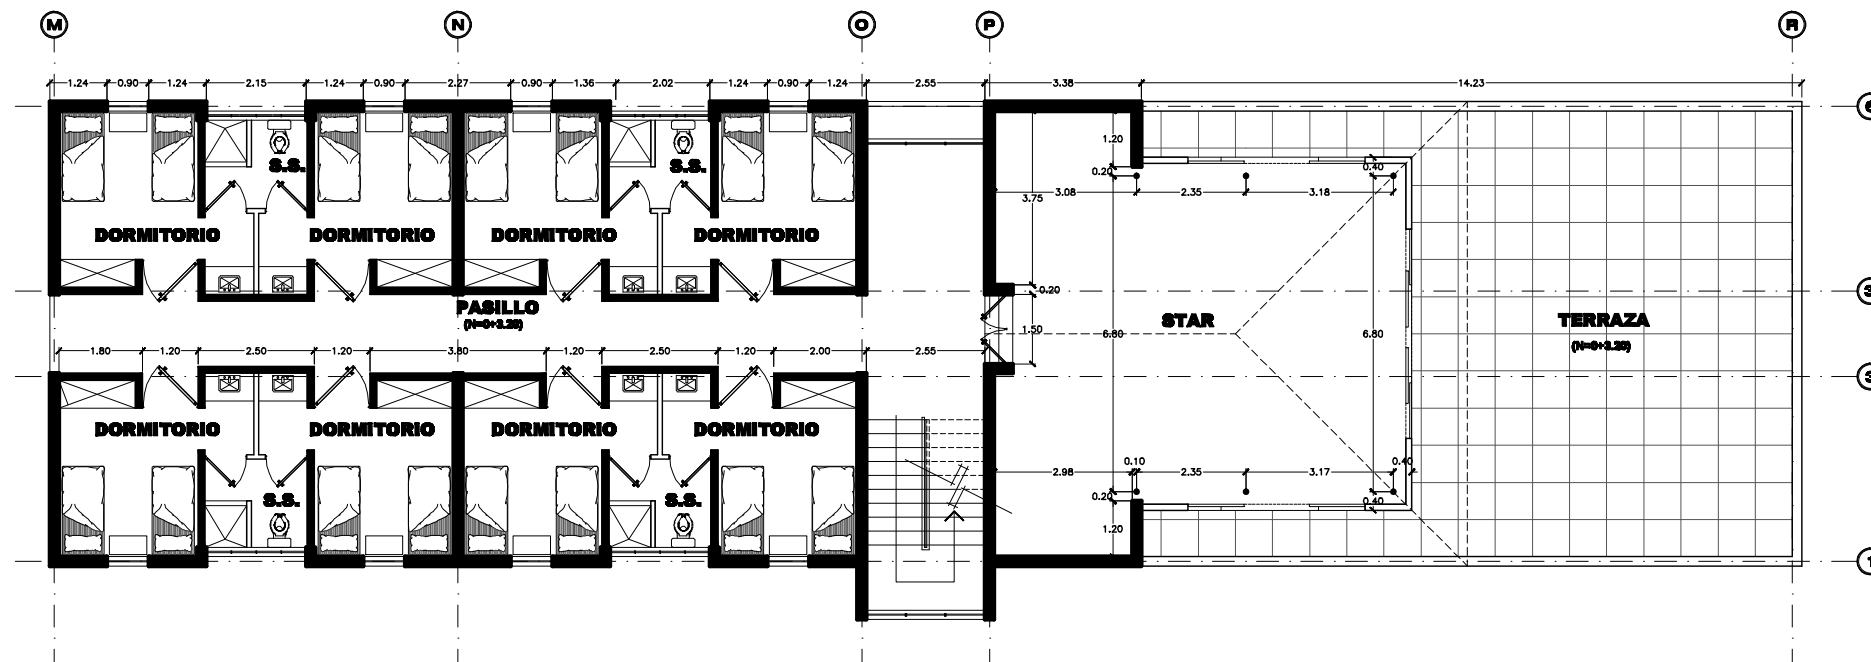 M N O P R
1.24 0.90 1.24 2.15 1.24 0.90 2.27 0.90 1.36 2.02 1.24 0.90 1.24 2.55 3.38 14.23
1.20
S.S. S.S.
0.20 0.40
3.08 2.35 3.18
3.75
DORMITORIO DORMITORIO DORMITORIO DORMITORIO
0.20
PASILLO
(N=0+3.20)
STAR TERRAZA
1.50 6.80 6.80
(N=0+3.20)
1.80 1.20 2.50 1.20 3.80 1.20 2.50 1.20 2.00 2.55
3
DORMITORIO DORMITORIO DORMITORIO DORMITORIO
0.10 0.40
2.98 2.35 3.17
S.S. S.S.
0.20 0.40
1.20
1